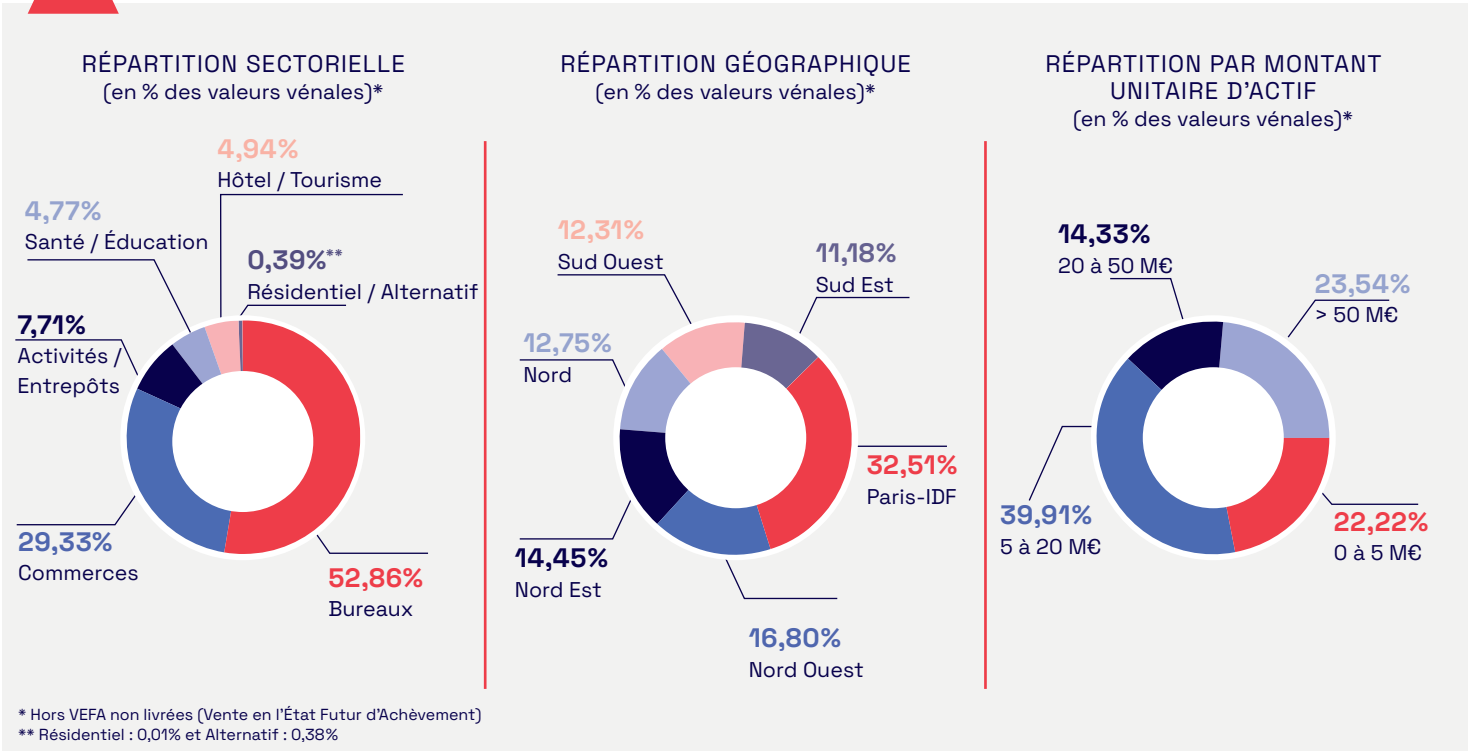 RÉPARTITION SECTORIELLE
(en % des valeurs vénales)*
4,94%
Hôtel / Tourisme
4,77%
Santé / Éducation
0,39%**
Résidentiel / Alternatif
7,71%
Activités /
Entrepôts
29,33%
Commerces
52,86%
Bureaux
RÉPARTITION GÉOGRAPHIQUE
(en % des valeurs vénales)*
12,31%
Sud Ouest
11,18%
Sud Est
12,75%
Nord
32,51%
Paris-IDF
14,45%
Nord Est
16,80%
Nord Ouest
RÉPARTITION PAR MONTANT
UNITAIRE D'ACTIF
(en % des valeurs vénales)*
14,33%
20 à 50 M€
23,54%
> 50 M€
39,91%
5 à 20 M€
22,22%
0 à 5 M€
* Hors VEFA non livrées (Vente en l'État Futur d'Achèvement)
** Résidentiel : 0,01% et Alternatif : 0,38%